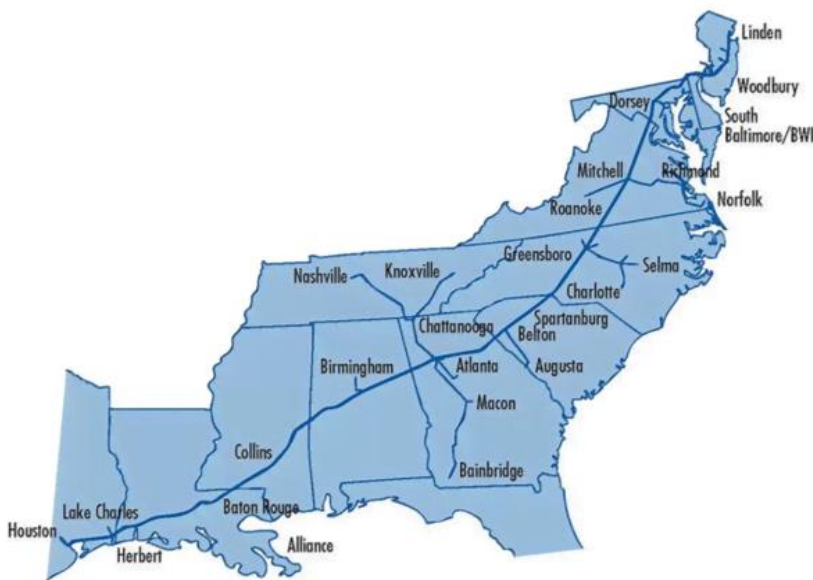 Linden
Woodbury
Dorsey
South
Baltimore/BWI
Mitchell
Richmond
Roanoke
Norfolk
Greensboro
Nashville
Knoxville
Selma
Charlotte
Chattanooga
Spartanburg
Belton
Birmingham
Atlanta
Augusta
Macon
Collins
Bainbridge
Lake Charles
Baton Rouge
Houston
Herbert
Alliance